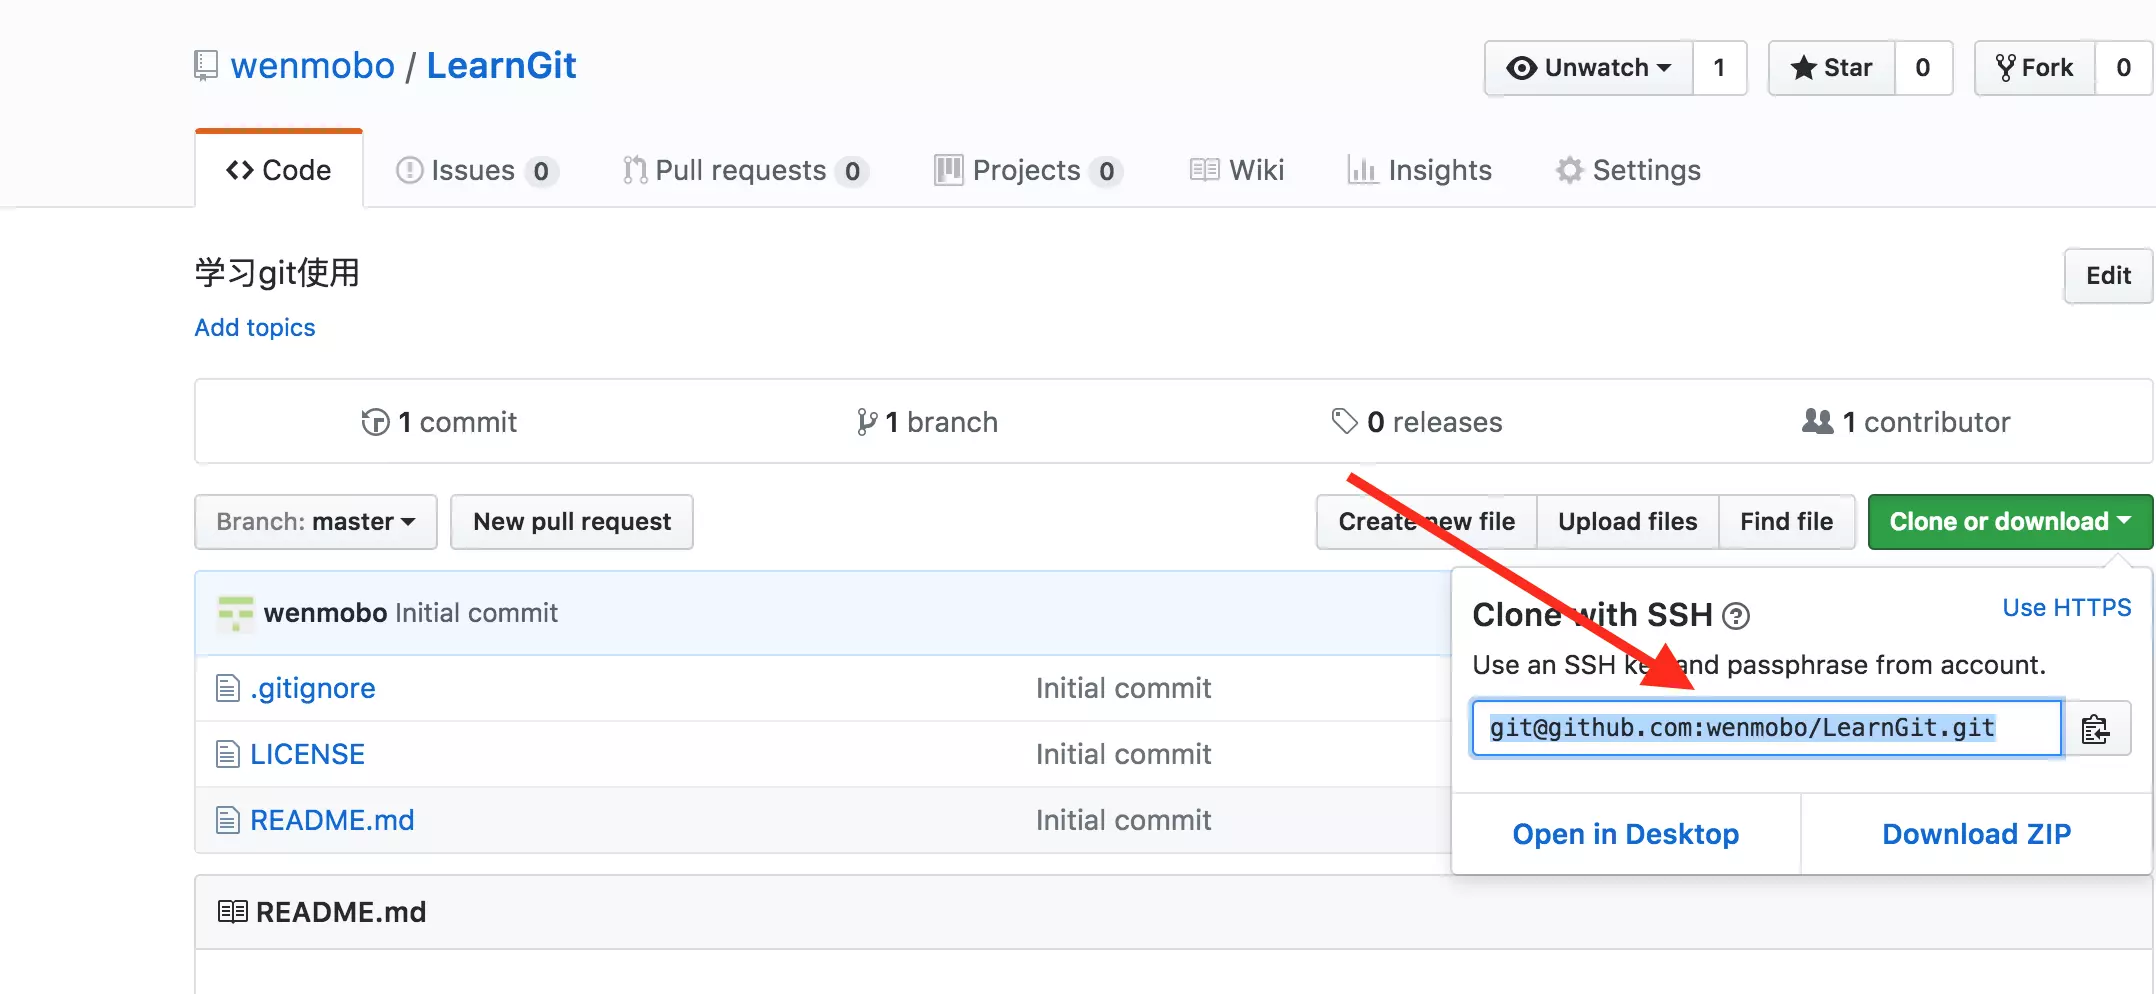 wenmobo / LearnGit
Unwatch 1 Star 0 Fork 0
Code Issues 0 Pull requests 0 Projects 0 Wiki Insights Settings
学习git使用
Edit
Add topics
1 commit 1 branch 0 releases 1 contributor
Branch: master New pull request Create new file Upload files Find file Clone or download
wenmobo Initial commit
Clone with SSH ? Use HTTPS
Use an SSH key and passphrase from account.
.gitignore Initial commit
git@github.com:wenmobo/LearnGit.git
LICENSE Initial commit
README.md Initial commit
Open in Desktop Download ZIP
README.md